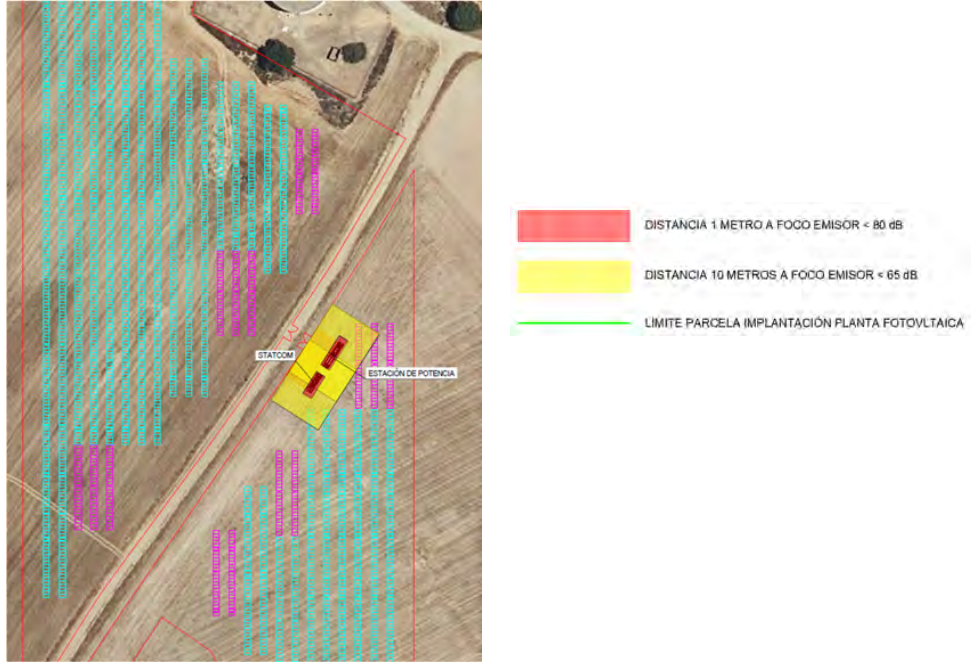 STATCOM
ESTACIÓN DE POTENCIA
DISTANCIA 1 METRO A FOCO EMISOR < 80 dB
DISTANCIA 10 METROS A FOCO EMISOR < 65 dB
LÍMITE PARCELA IMPLANTACIÓN PLANTA FOTOVLTAICA